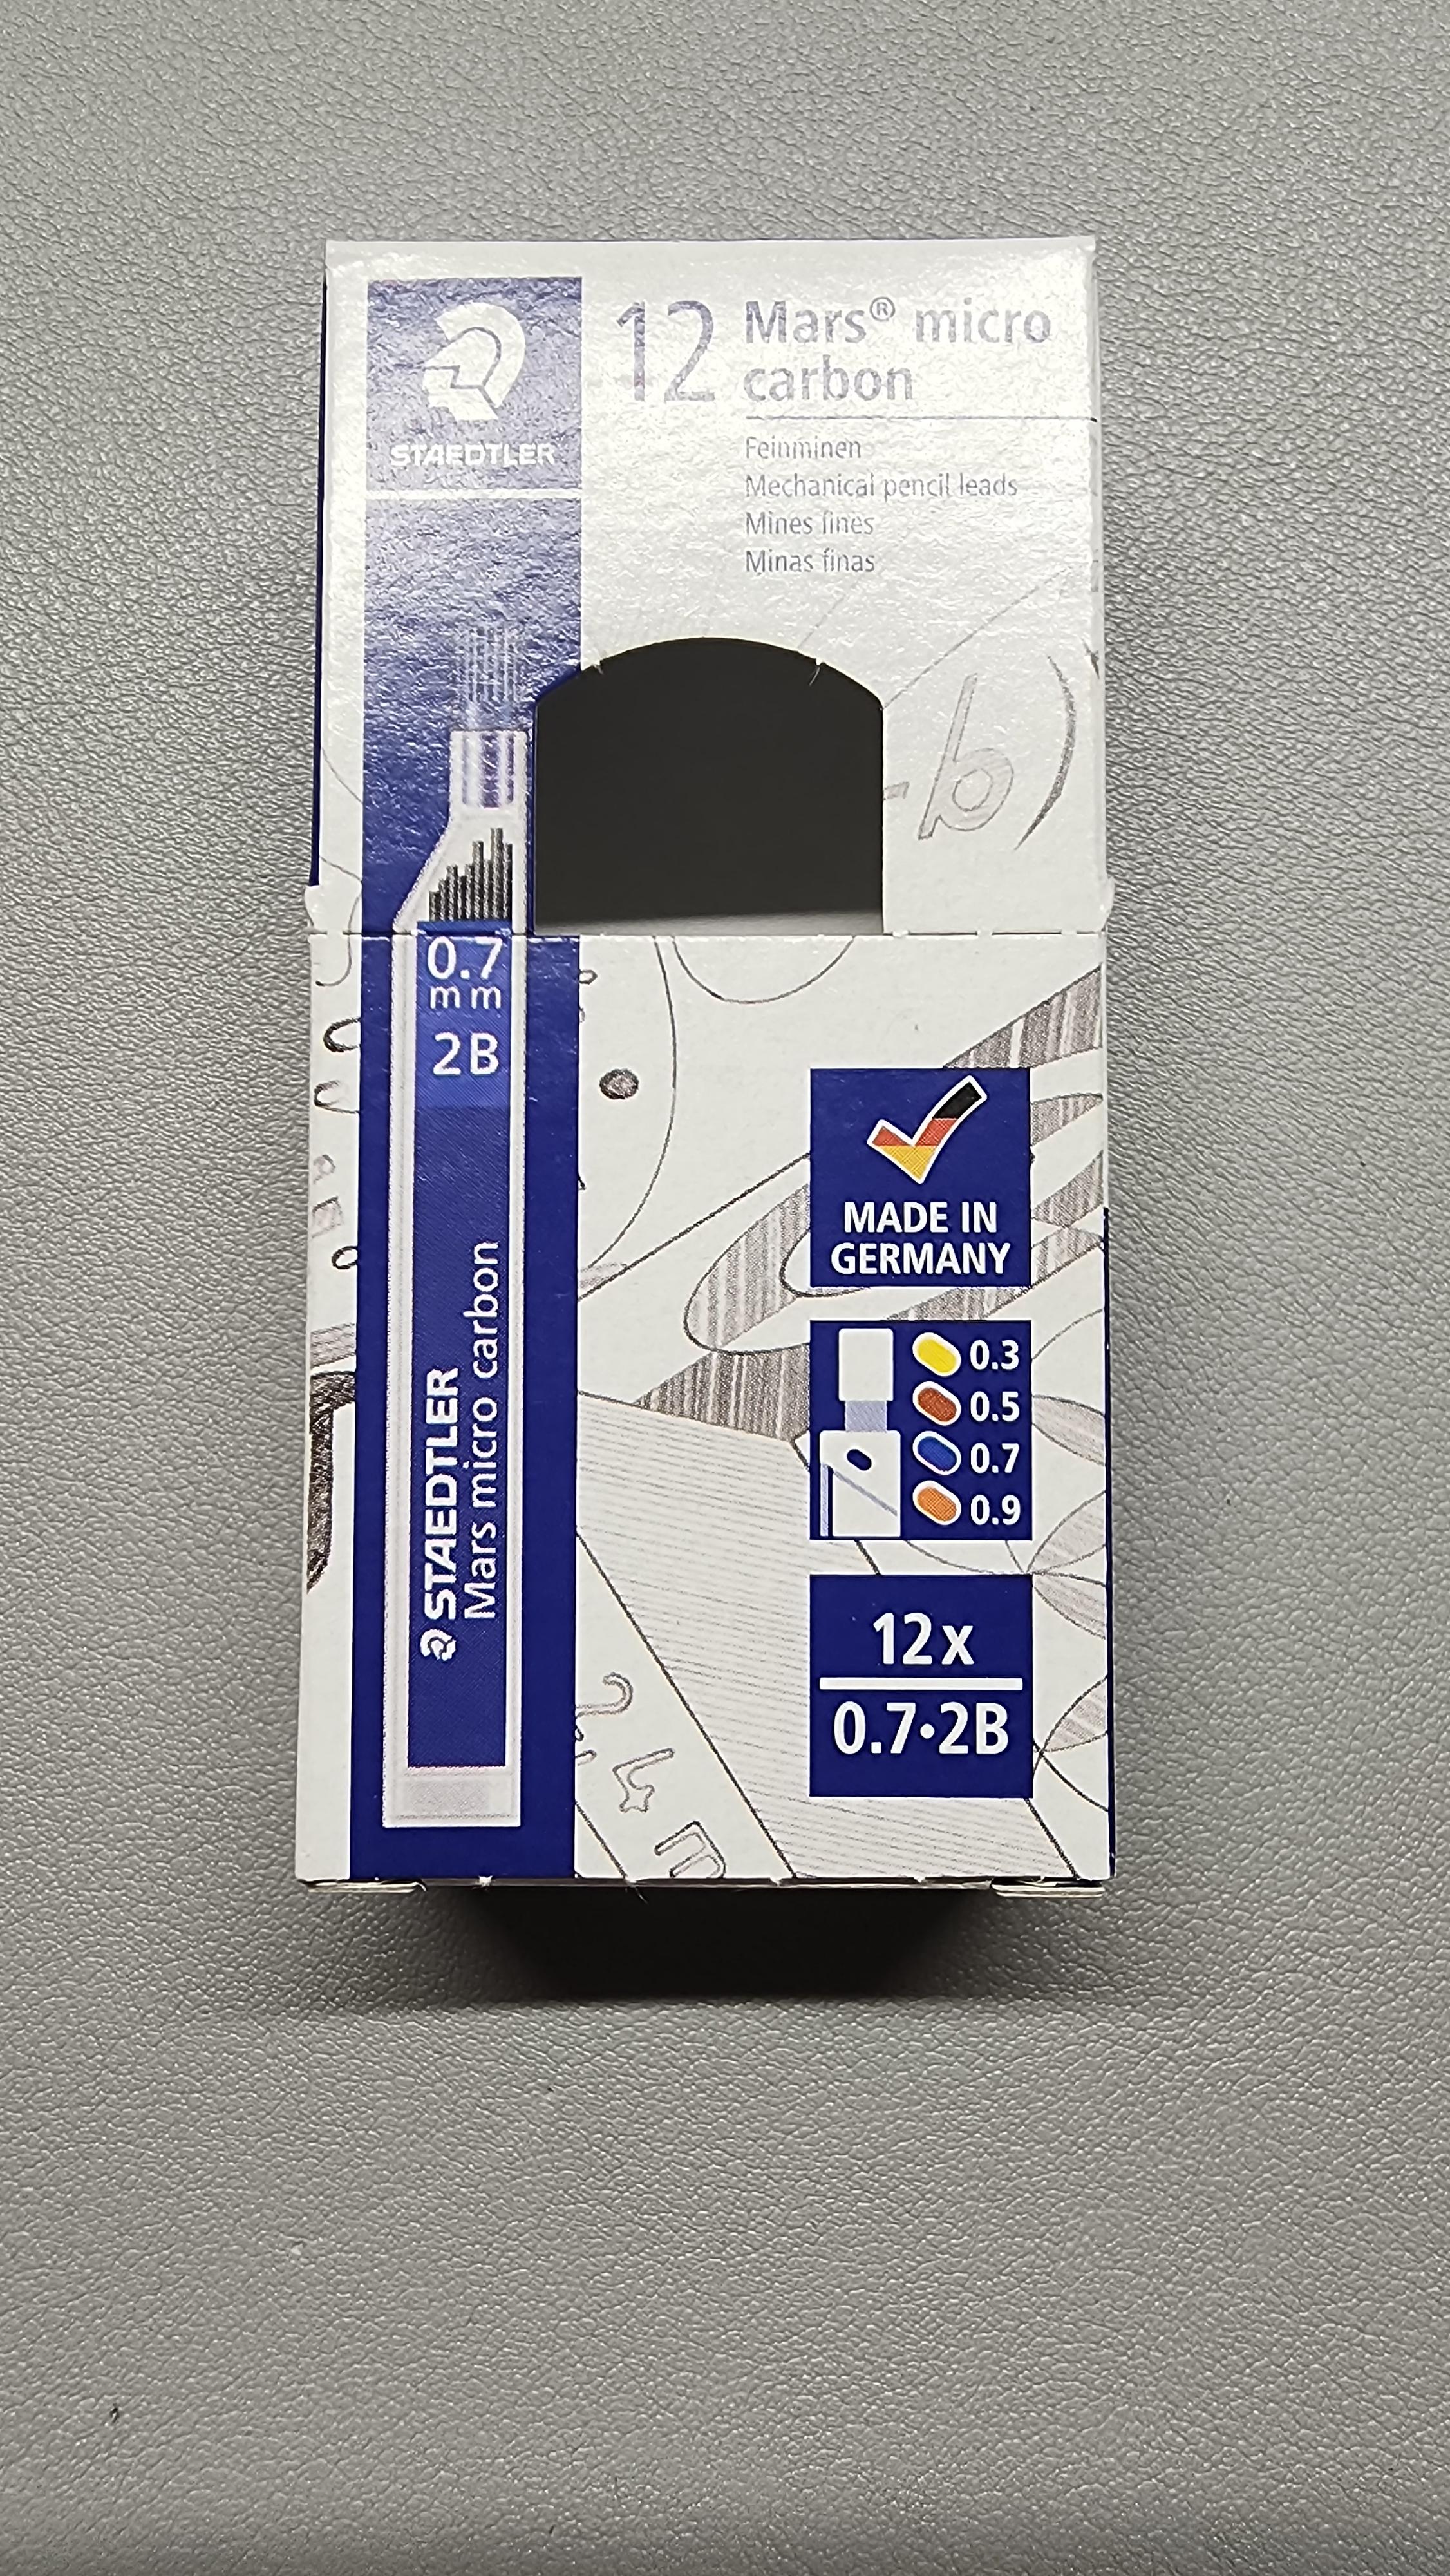 STAEDTLER
12
Mars® micro
carbon
Feinminen
Mechanical pencil leads
Mines fines
Minas finas
-b)
0.7
mm
2B
STAEDTLER
Mars micro carbon
MADE IN
GERMANY
0.3
0.5
0.7
0.9
12x
0.7•2B